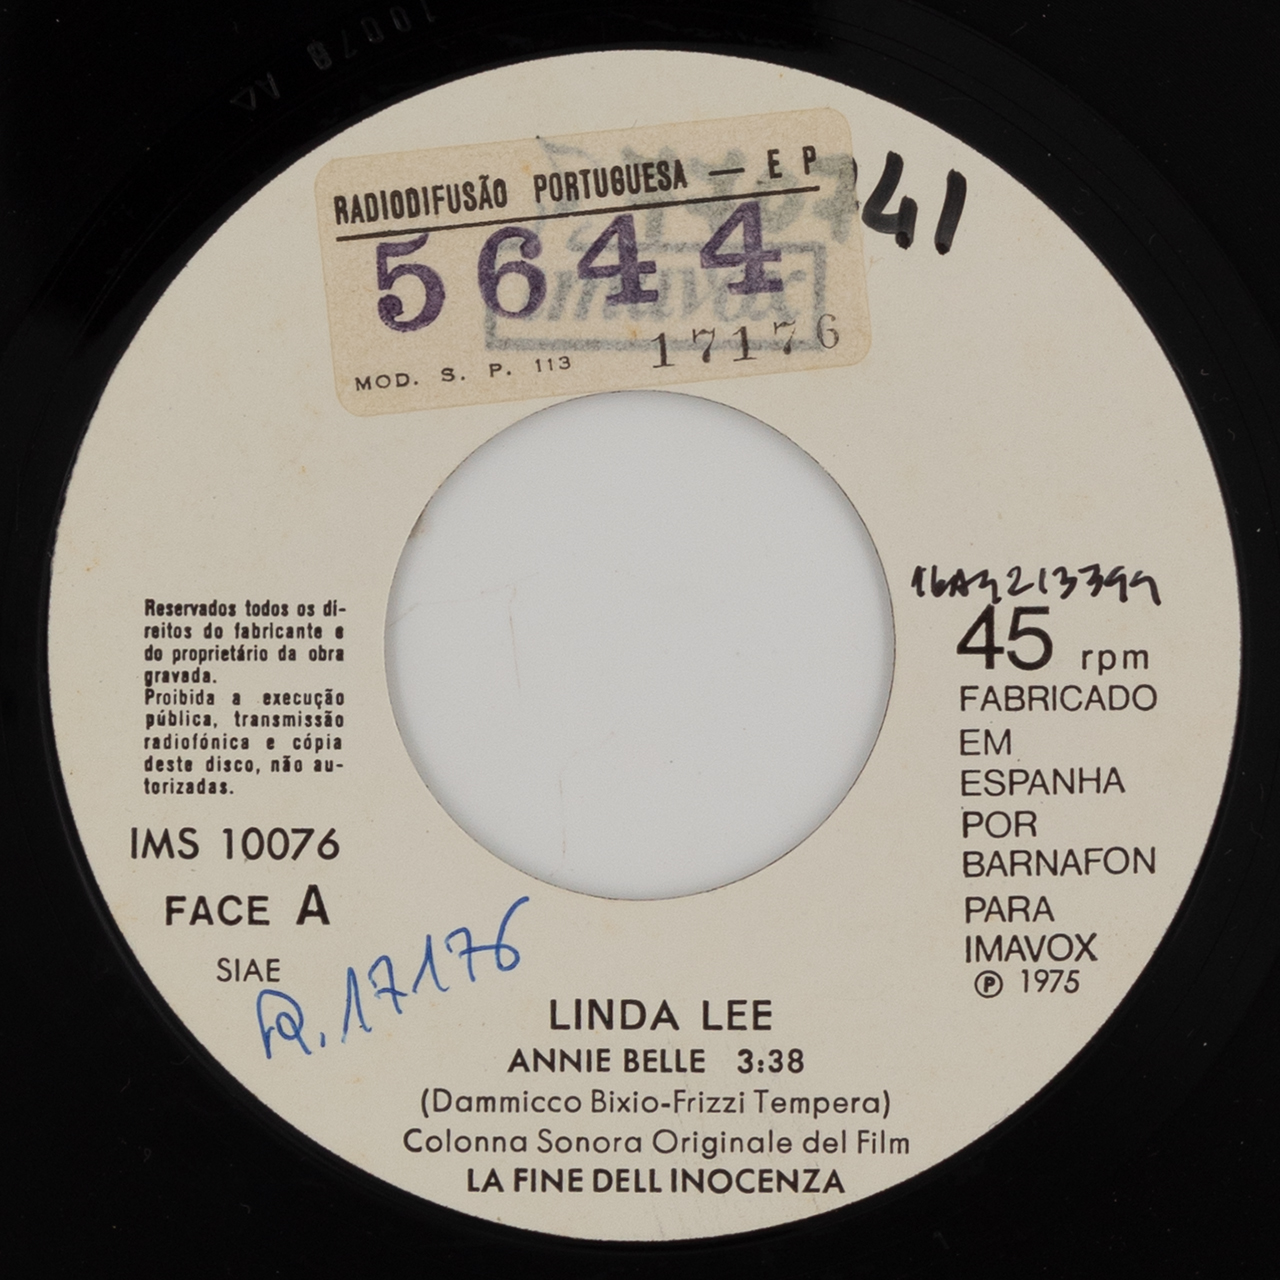 RADIODIFUSÃO PORTUGUESA — E P
5644
imavox
17176
MOD. S. P. 113
41
Reservados todos os di-
reitos do fabricante e
do proprietário da obra
gravada.
Proibida a execução
pública, transmissão
radiofónica e cópia
deste disco, não au-
torizadas.
IMS 10076
FACE A
SIAE
17176
45 rpm
FABRICADO
EM
ESPANHA
POR
BARNAFON
PARA
IMAVOX
Ⓟ 1975
LINDA LEE
ANNIE BELLE 3:38
(Dammicco Bixio-Frizzi Tempera)
Colonna Sonora Originale del Film
LA FINE DELL INOCENZA